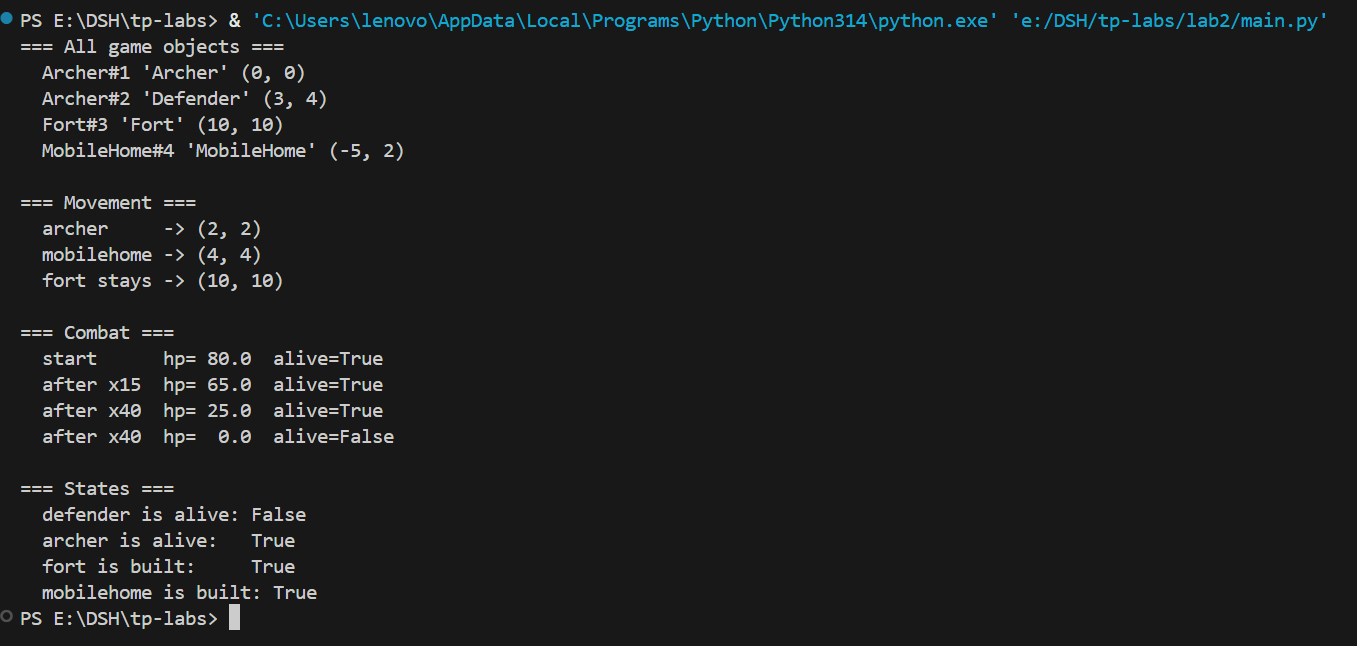 PS E:\DSH\tp-labs> & 'C:\Users\lenovo\AppData\Local\Programs\Python\Python314\python.exe' 'e:/DSH/tp-labs/lab2/main.py'
=== All game objects ===
  Archer#1 'Archer' (0, 0)
  Archer#2 'Defender' (3, 4)
  Fort#3 'Fort' (10, 10)
  MobileHome#4 'MobileHome' (-5, 2)

=== Movement ===
  archer     -> (2, 2)
  mobilehome -> (4, 4)
  fort stays -> (10, 10)

=== Combat ===
  start      hp= 80.0  alive=True
  after x15  hp= 65.0  alive=True
  after x40  hp= 25.0  alive=True
  after x40  hp=  0.0  alive=False

=== States ===
  defender is alive: False
  archer is alive:   True
  fort is built:     True
  mobilehome is built: True
PS E:\DSH\tp-labs>